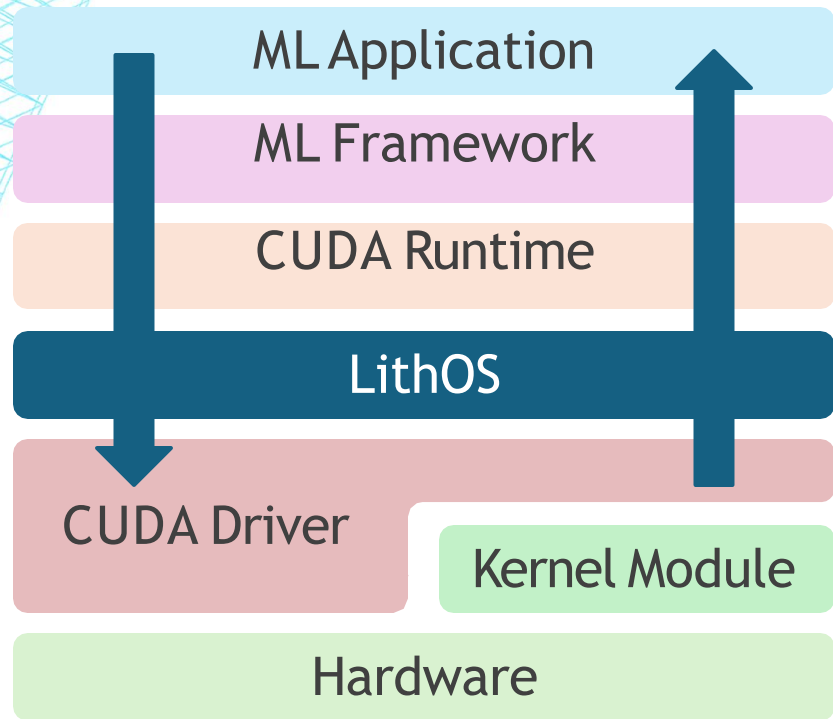 ML Application
ML Framework
CUDA Runtime
LithOS
CUDA Driver
Kernel Module
Hardware